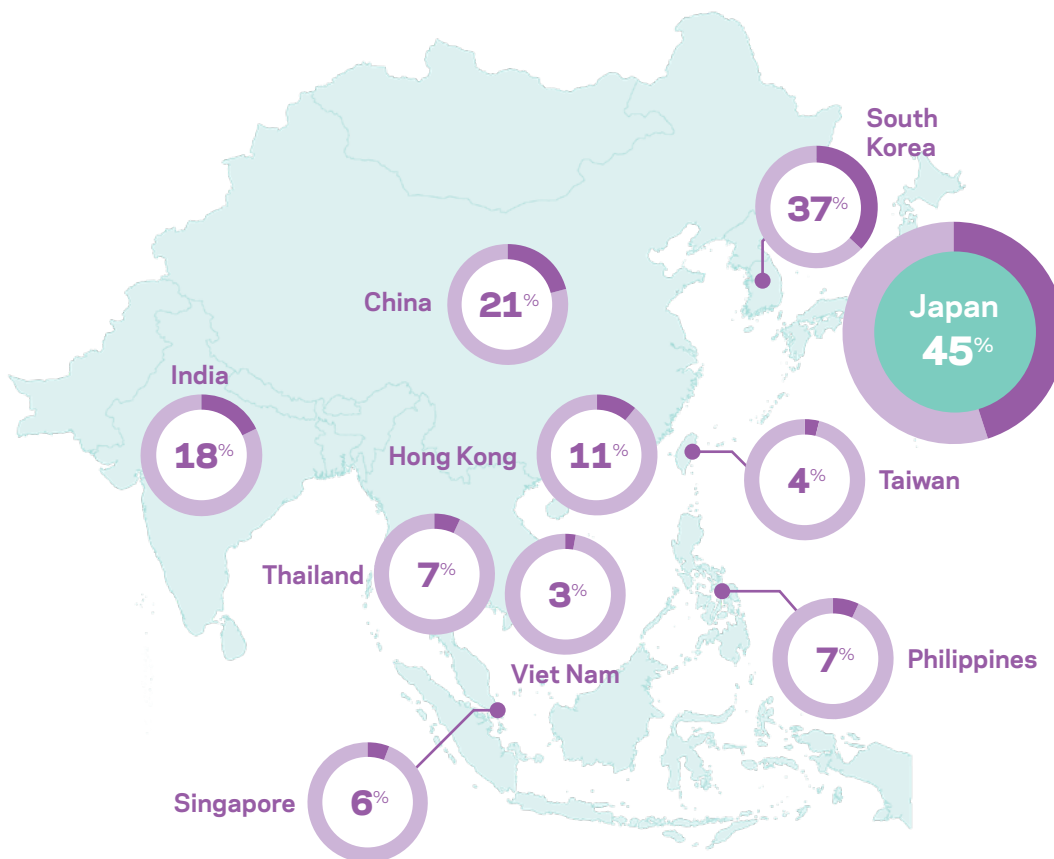 South
Korea
37%
China
21%
Japan
45%
India
18%
Hong Kong
11%
4%
Taiwan
Thailand
7%
3%
Viet Nam
7%
Philippines
Singapore
6%